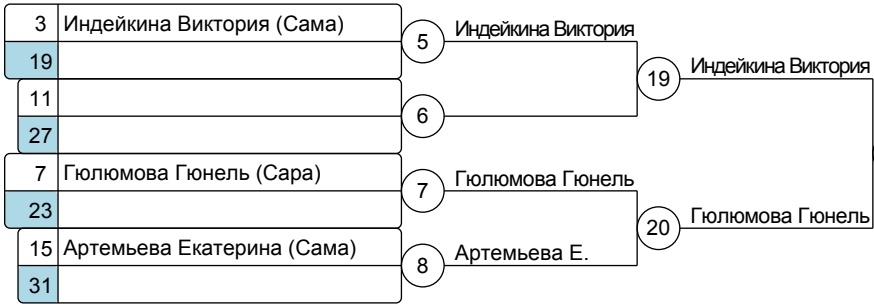 3 Индейкина Виктория (Сама)
5 Индейкина Виктория
19
19 Индейкина Виктория
11
6
27
7 Гюлюмова Гюнель (Сара)
7 Гюлюмова Гюнель
23
20 Гюлюмова Гюнель
15 Артемьева Екатерина (Сама)
8 Артемьева Е.
31